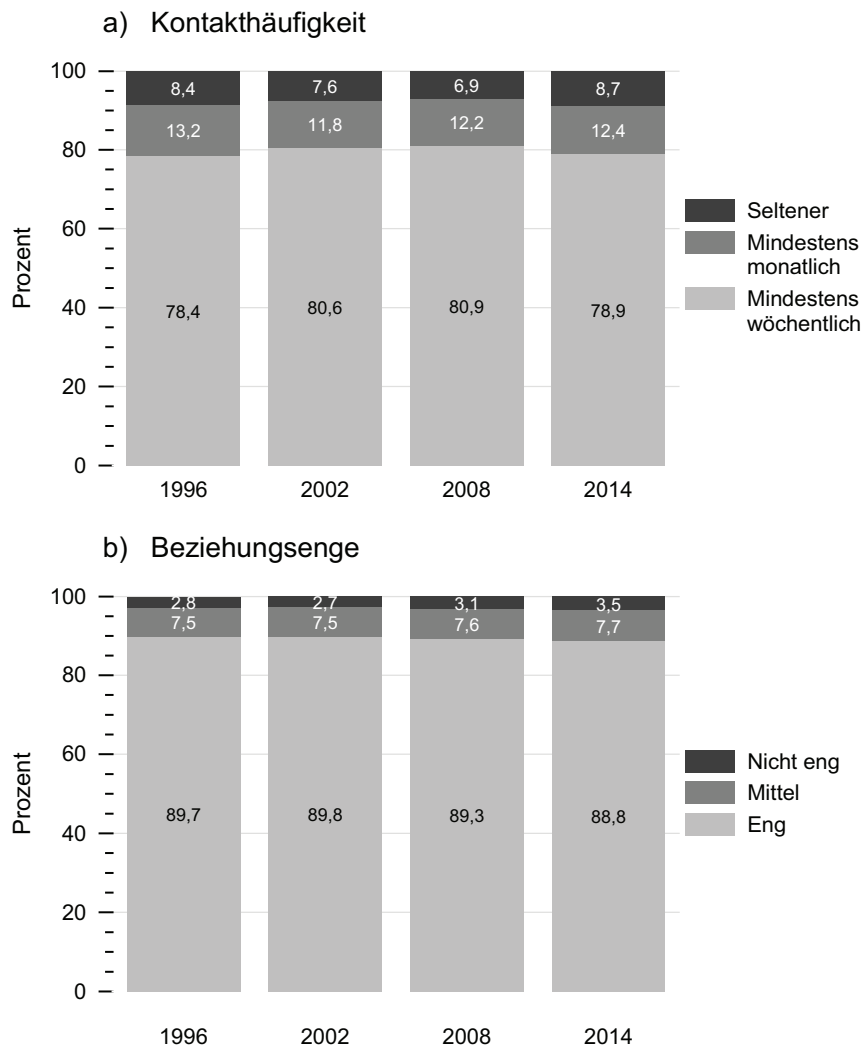 a) Kontakthäufigkeit
Prozent
100
80
60
40
20
0
8,4 7,6 6,9 8,7
13,2 11,8 12,2 12,4
78,4 80,6 80,9 78,9
1996 2002 2008 2014
Seltener
Mindestens
monatlich
Mindestens
wöchentlich
b) Beziehungsenge
Prozent
100
80
60
40
20
0
2,8 2,7 3,1 3,5
7,5 7,5 7,6 7,7
89,7 89,8 89,3 88,8
1996 2002 2008 2014
Nicht eng
Mittel
Eng